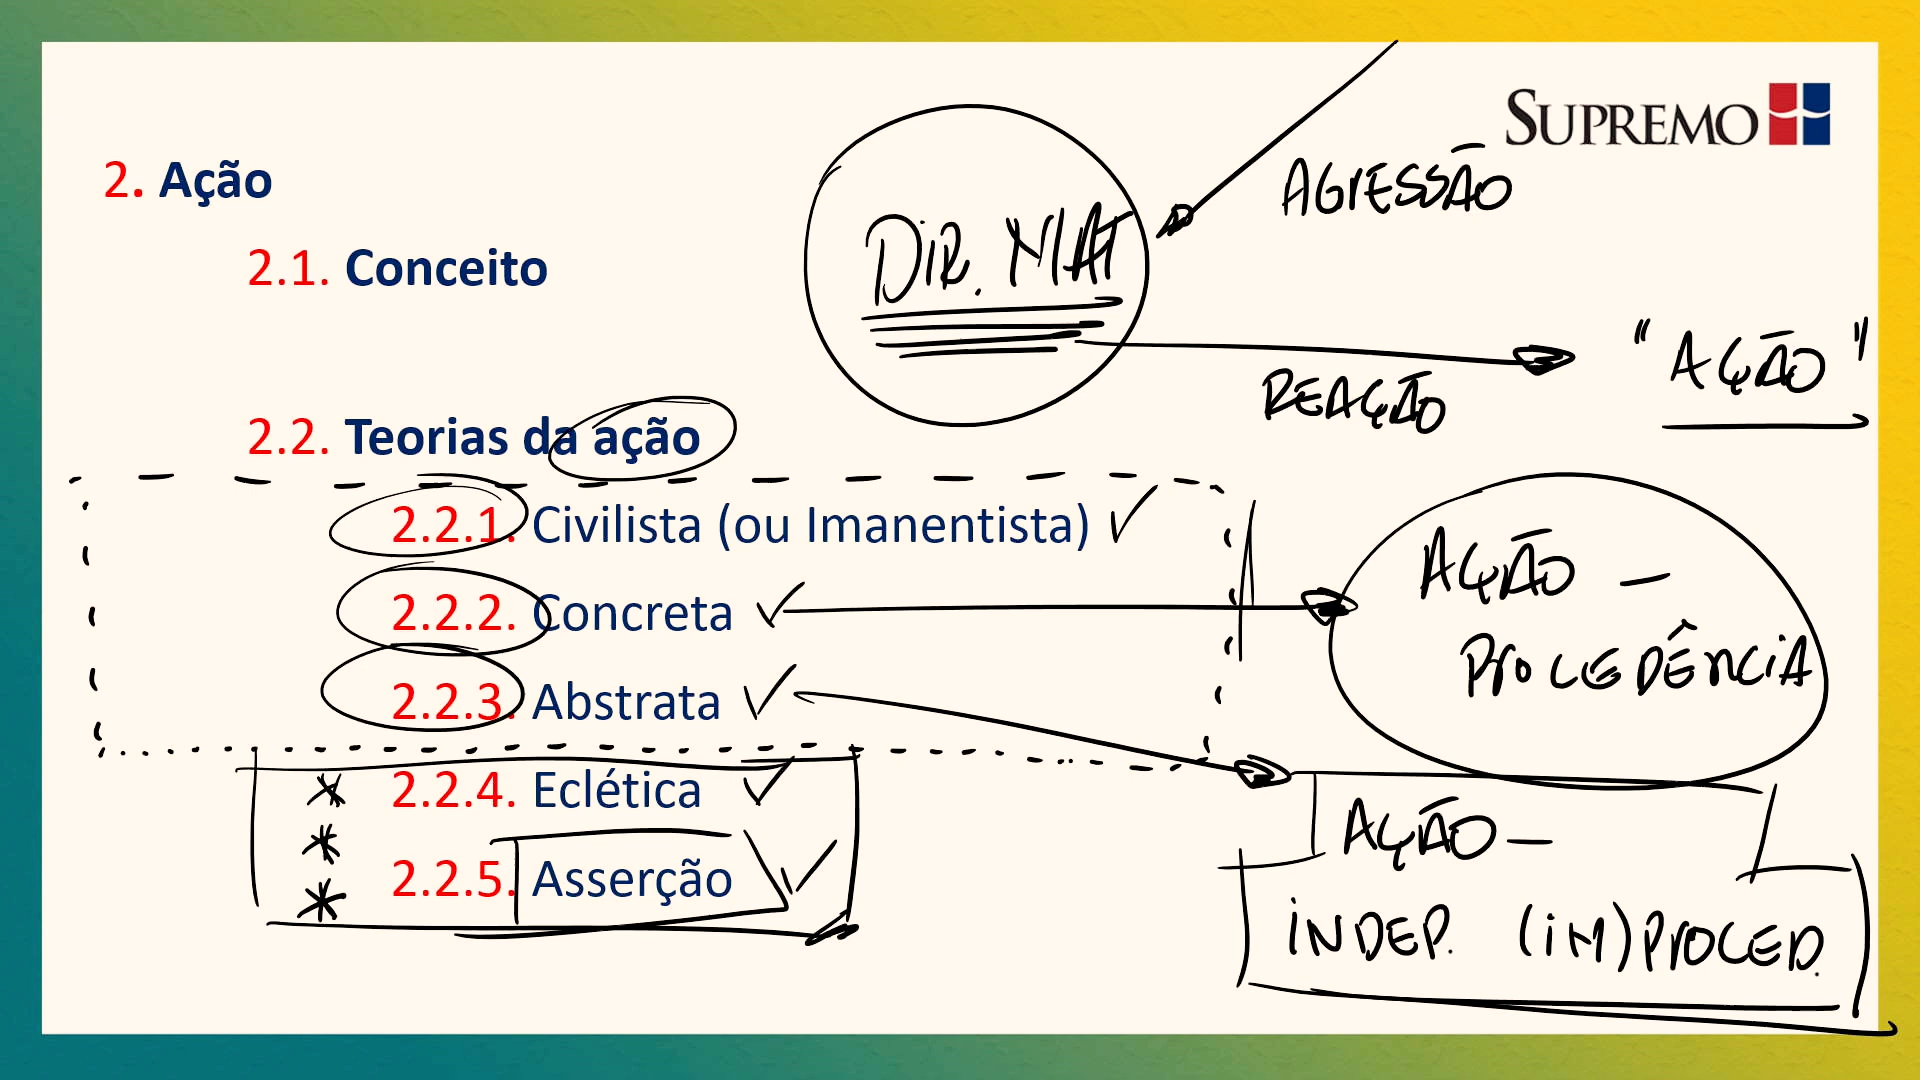 SUPREMO
2. Ação
2.1. Conceito
2.2. Teorias da ação
2.2.1. Civilista (ou Imanentista)
2.2.2. Concreta
2.2.3. Abstrata
2.2.4. Eclética
2.2.5. Asserção
DIR. MAT
AGRESSÃO
REAÇÃO
"AÇÃO"
AÇÃO –
PROCEDÊNCIA
AÇÃO –
INDEP. (IM)PROCED.